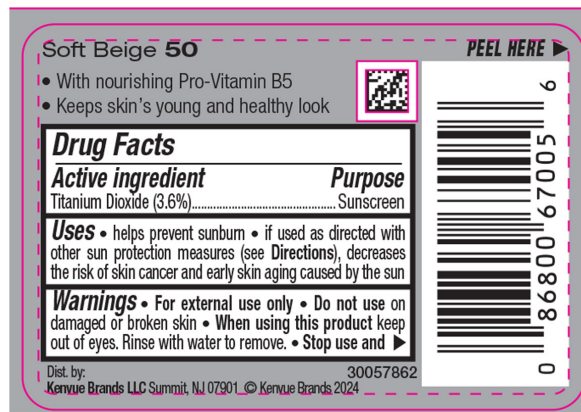 Soft Beige 50
PEEL HERE ▶
• With nourishing Pro-Vitamin B5
• Keeps skin’s young and healthy look
Drug Facts
Active ingredient Purpose
Titanium Dioxide (3.6%)................................................Sunscreen
Uses • helps prevent sunburn • if used as directed with
other sun protection measures (see Directions), decreases
the risk of skin cancer and early skin aging caused by the sun
Warnings • For external use only • Do not use on
damaged or broken skin • When using this product keep
out of eyes. Rinse with water to remove. • Stop use and ▶
Dist. by: 30057862
Kenvue Brands LLC Summit, NJ 07901 © Kenvue Brands 2024
0 86800 67005 6